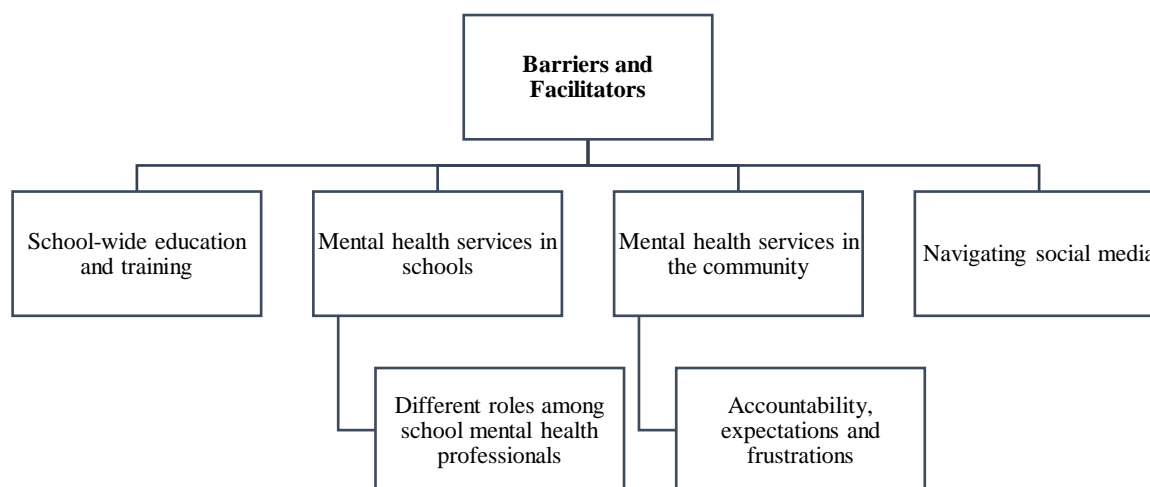 Barriers and
Facilitators
School-wide education
and training
Mental health services in
schools
Mental health services in
the community
Navigating social media
Different roles among
school mental health
professionals
Accountability,
expectations and
frustrations